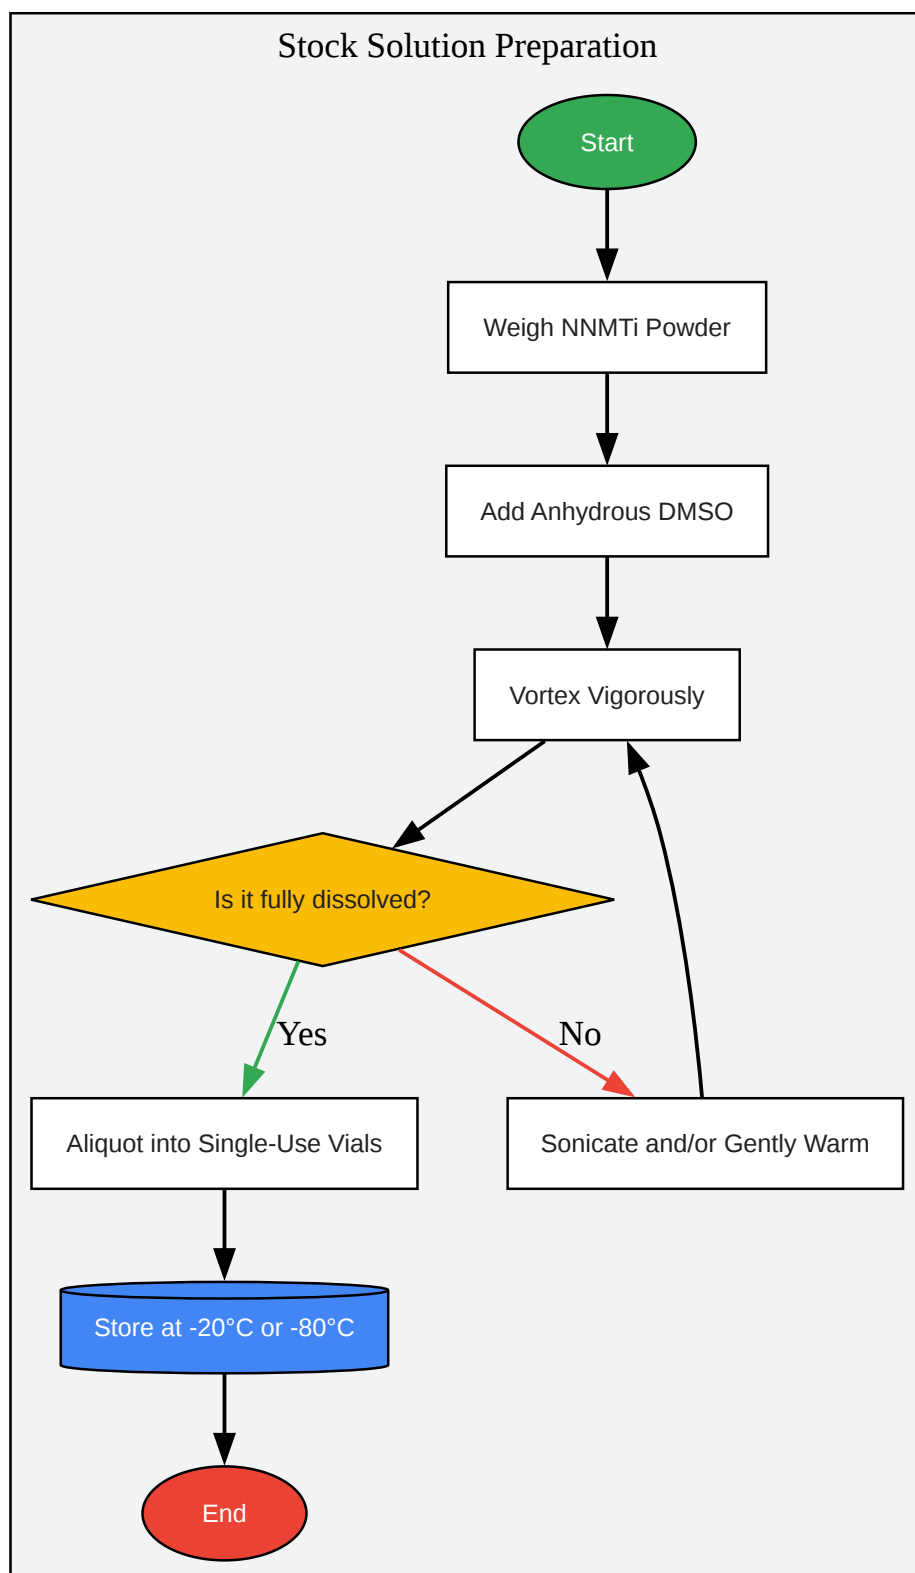 Stock Solution Preparation
Start
Weigh NNMTi Powder
Add Anhydrous DMSO
Vortex Vigorously
Is it fully dissolved?
Yes
No
Aliquot into Single-Use Vials
Sonicate and/or Gently Warm
Store at -20°C or -80°C
End